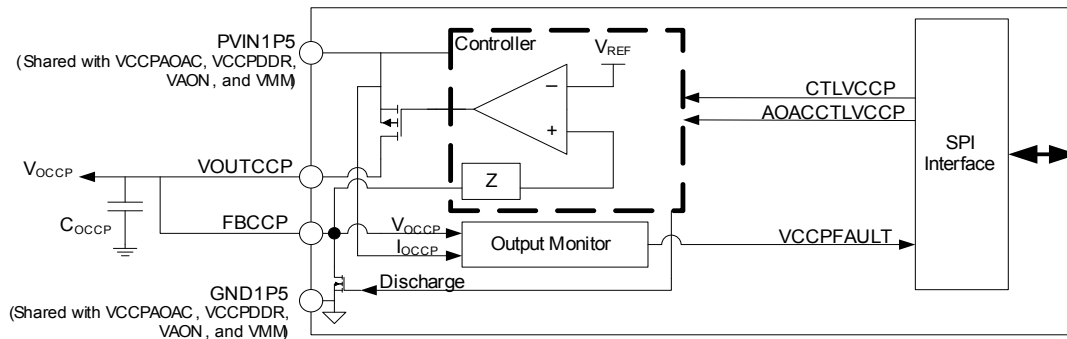 PVIN1P5
(Shared with VCCPAOAC, VCCPDDR,
VAON, and VMM)
Controller
VREF
−
+
Z
CTLVCCP
AOACCTLVCCP
SPI
Interface
VOCCP
VOUTCCP
COCCP
FBCCP
VOCCP
IOCCP
Output Monitor
VCCPFAULT
Discharge
GND1P5
(Shared with VCCPAOAC, VCCPDDR,
VAON, and VMM)